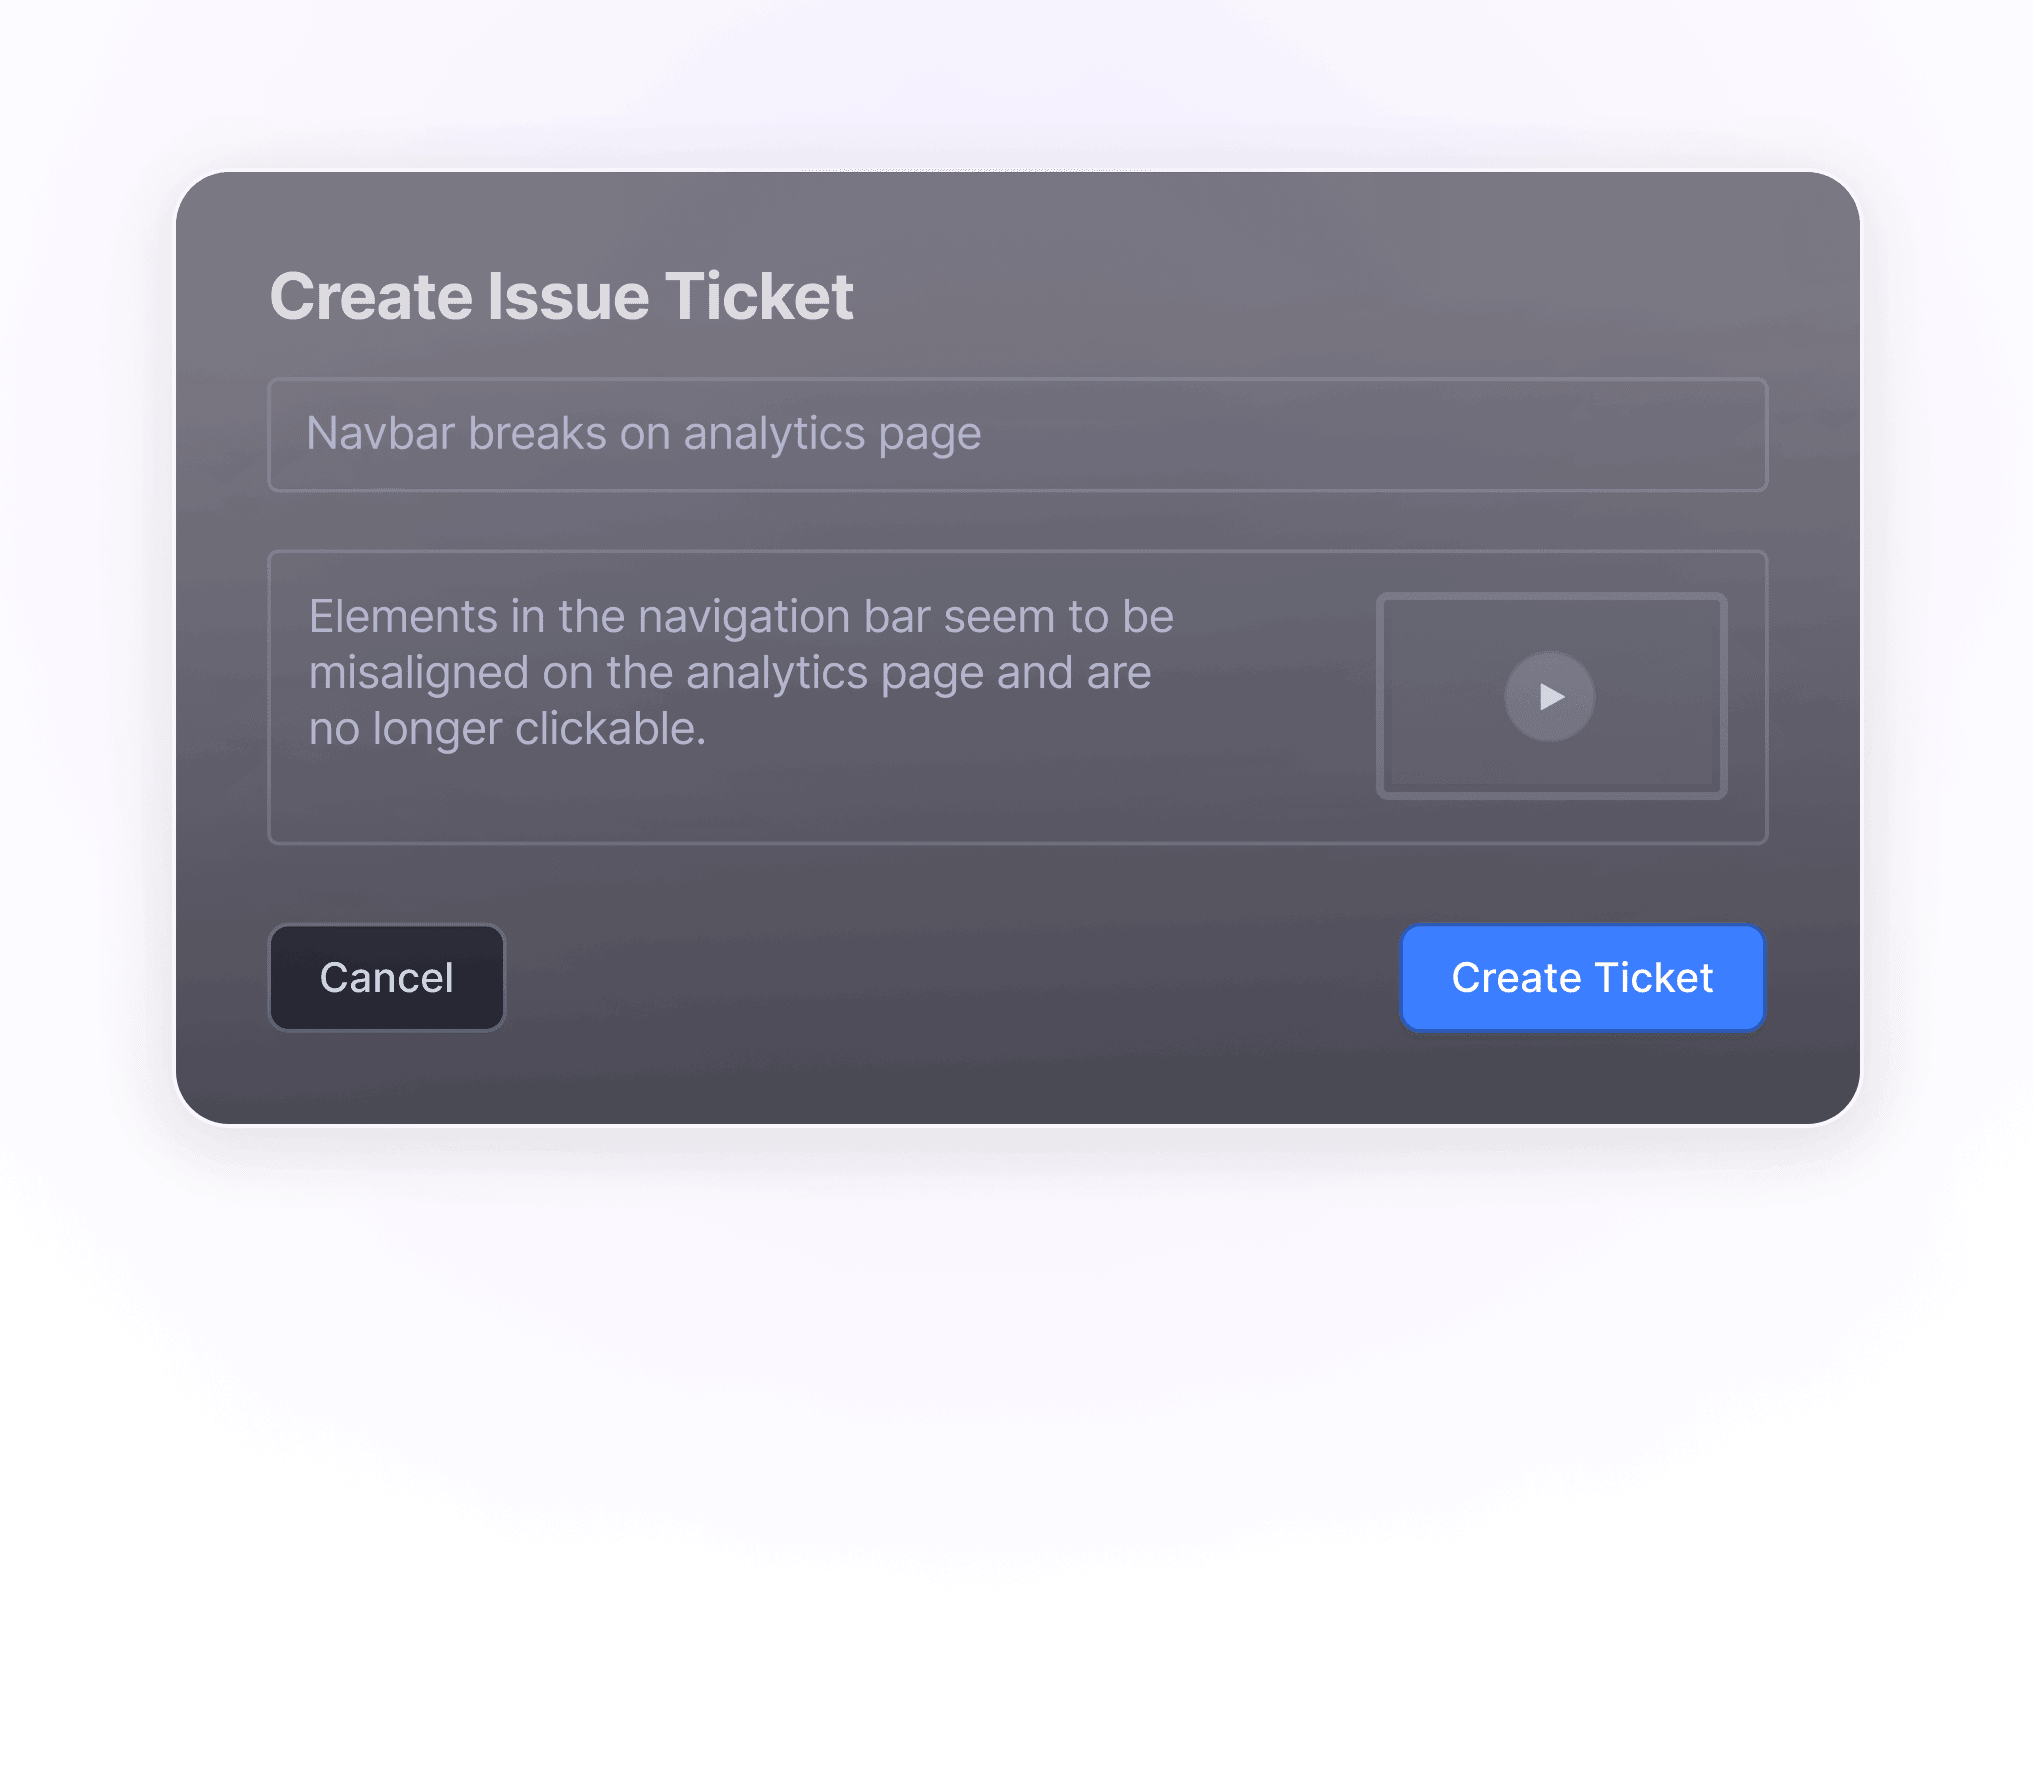 Create Issue Ticket
Navbar breaks on analytics page
Elements in the navigation bar seem to be
misaligned on the analytics page and are
no longer clickable.
Cancel
Create Ticket